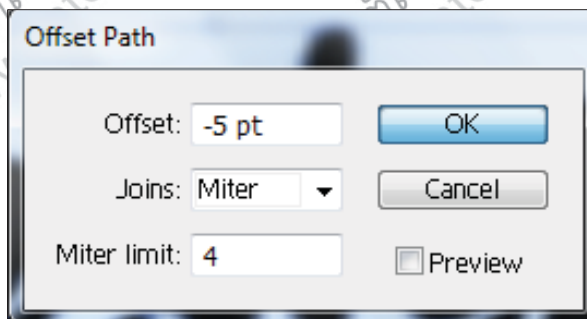 Offset Path
Offset: -5 pt
OK
Joins: Miter
Cancel
Miter limit: 4
Preview